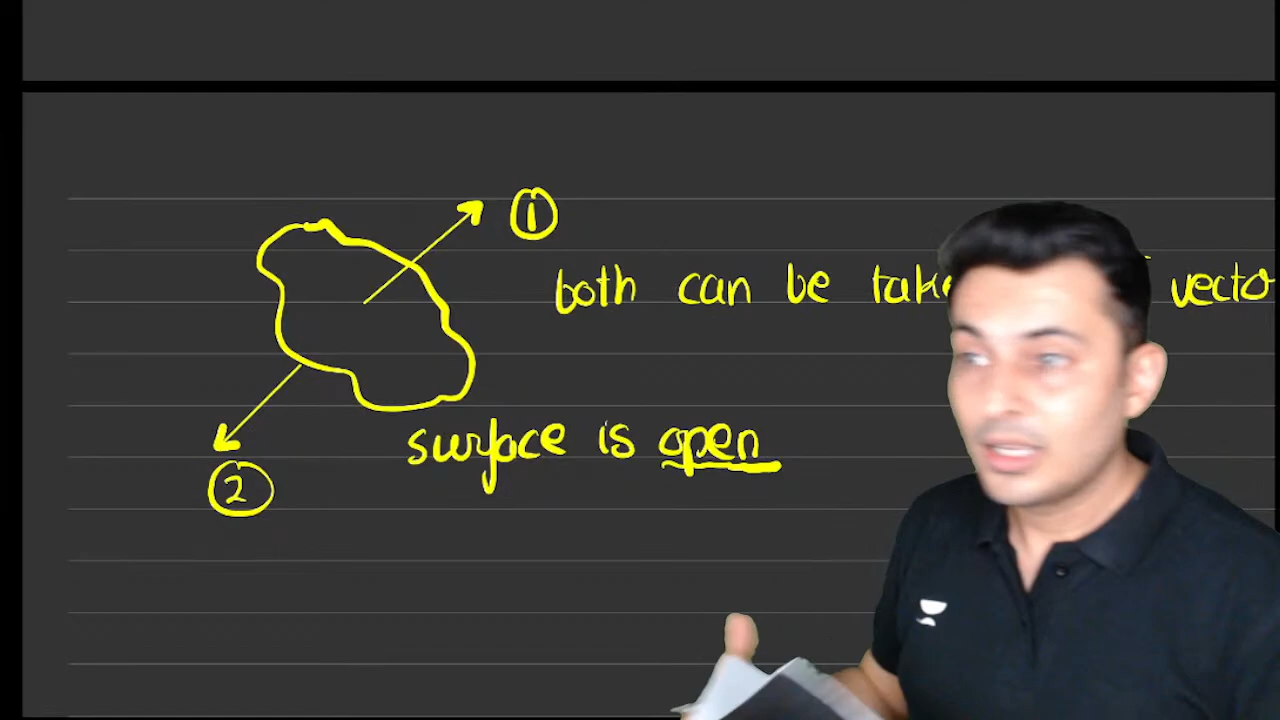 ①
both can be take vecto
surface is open
②